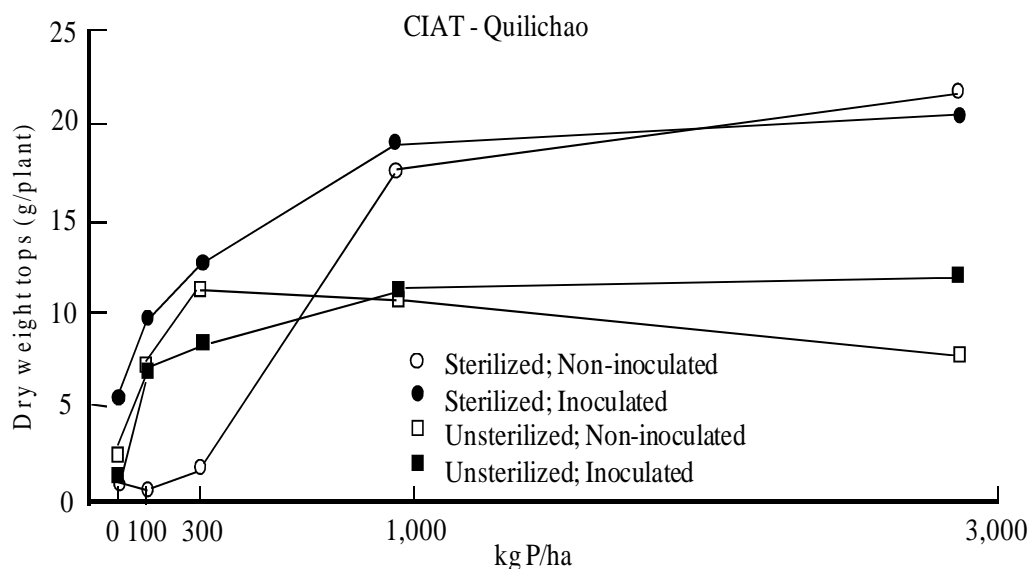 CIAT - Quilichao
Dry weight tops (g/plant)
25
20
15
10
5
0
Sterilized; Non-inoculated
Sterilized; Inoculated
Unsterilized; Non-inoculated
Unsterilized; Inoculated
0 100 300 1,000 3,000
kg P/ha